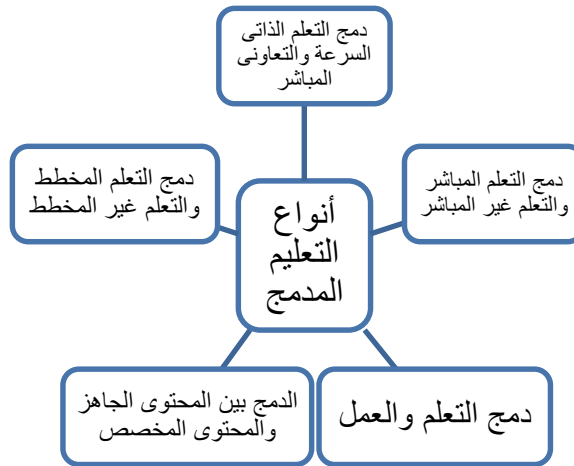 دمج التعلم الذاتى
السرعة والتعاونى
المباشر
دمج التعلم المباشر
والتعلم غير المباشر
دمج التعلم المخطط
والتعلم غير المخطط
أنواع
التعليم
المدمج
دمج التعلم والعمل
الدمج بين المحتوى الجاهز
والمحتوى المخصص